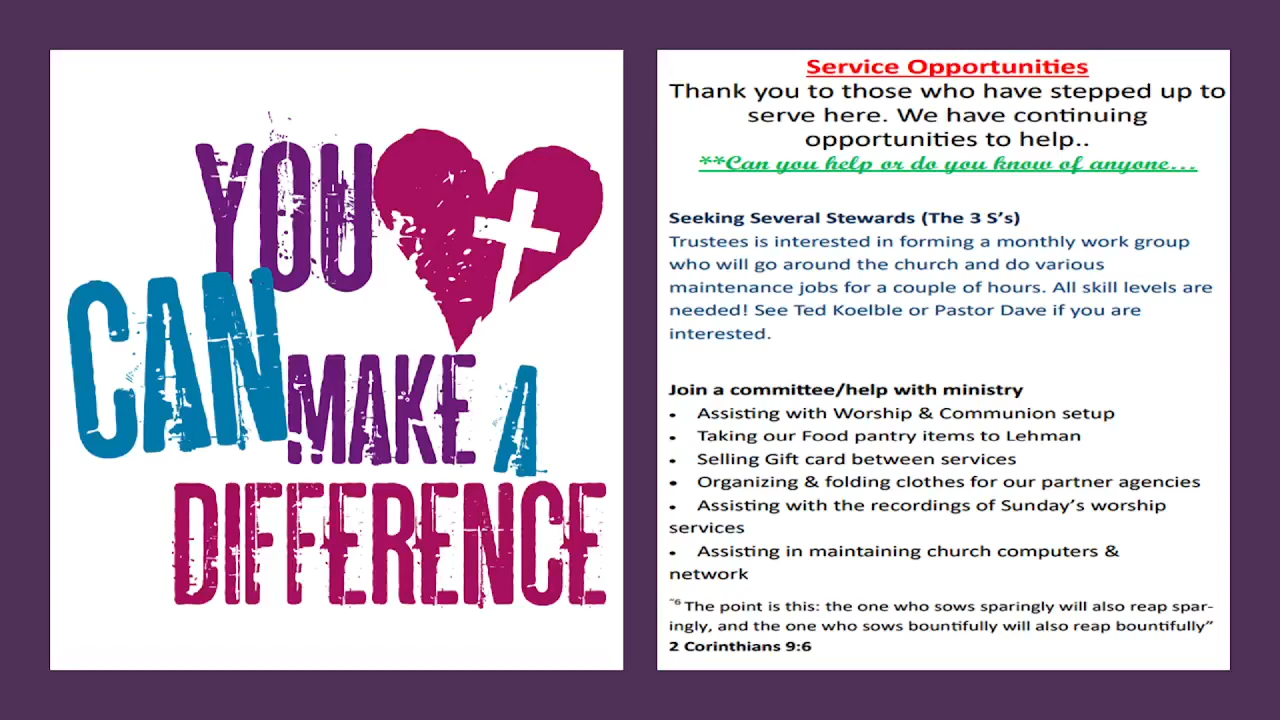 YOU
CAN
MAKE A
DIFFERENCE
Service Opportunities
Thank you to those who have stepped up to
serve here. We have continuing
opportunities to help..
**Can you help or do you know of anyone...
Seeking Several Stewards (The 3 S’s)
Trustees is interested in forming a monthly work group
who will go around the church and do various
maintenance jobs for a couple of hours. All skill levels are
needed! See Ted Koelble or Pastor Dave if you are
interested.
Join a committee/help with ministry
• Assisting with Worship & Communion setup
• Taking our Food pantry items to Lehman
• Selling Gift card between services
• Organizing & folding clothes for our partner agencies
• Assisting with the recordings of Sunday’s worship
services
• Assisting in maintaining church computers &
network
“6 The point is this: the one who sows sparingly will also reap spar-
ingly, and the one who sows bountifully will also reap bountifully”
2 Corinthians 9:6